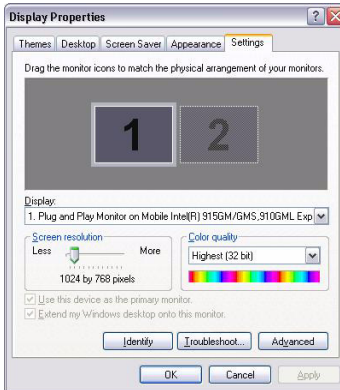 Display Properties
Themes Desktop Screen Saver Appearance Settings
Drag the monitor icons to match the physical arrangement of your monitors.
1 2
Display:
1. Plug and Play Monitor on Mobile Intel(R) 915GM/GMS,910GML Exp
Screen resolution
Less More
1024 by 768 pixels
Color quality
Highest (32 bit)
Use this device as the primary monitor.
Extend my Windows desktop onto this monitor.
Identify Troubleshoot... Advanced
OK Cancel Apply